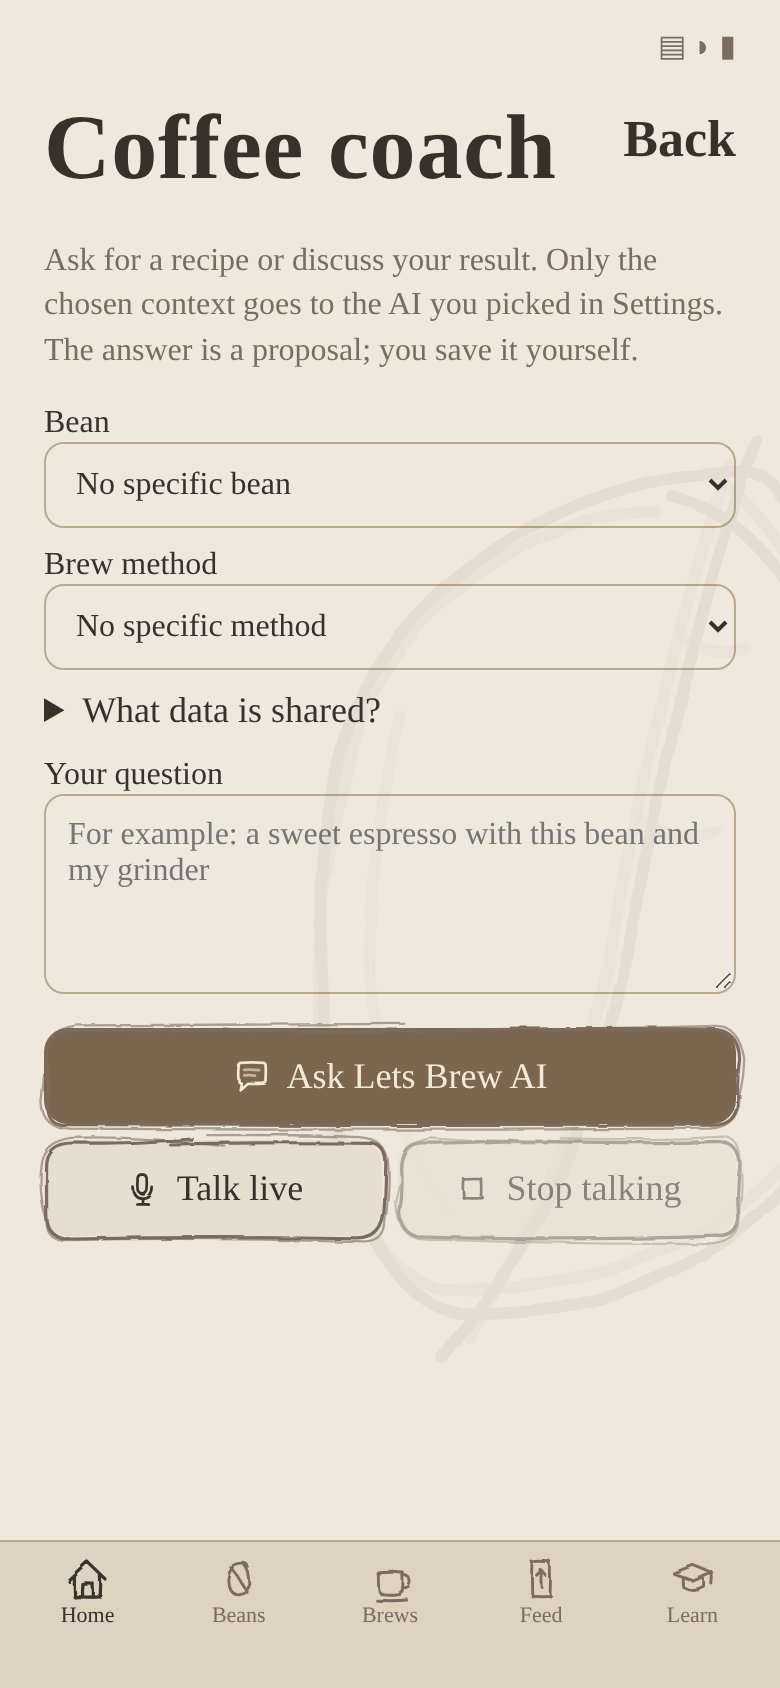 Coffee coach
Back
Ask for a recipe or discuss your result. Only the
chosen context goes to the AI you picked in Settings.
The answer is a proposal; you save it yourself.
Bean
No specific bean
Brew method
No specific method
What data is shared?
Your question
For example: a sweet espresso with this bean and
my grinder
Ask Lets Brew AI
Talk live
Stop talking
Home
Beans
Brews
Feed
Learn